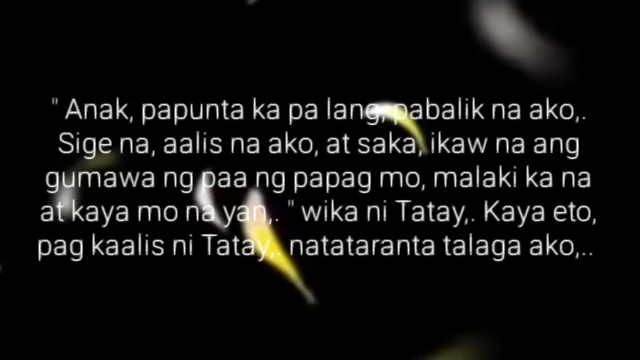 " Anak, papunta ka pa lang, pabalik na ako,.
Sige na, aalis na ako, at saka, ikaw na ang
gumawa ng paa ng papag mo, malaki ka na
at kaya mo na yan,. " wika ni Tatay,. Kaya eto,
pag kaalis ni Tatay,. natataranta talaga ako,..